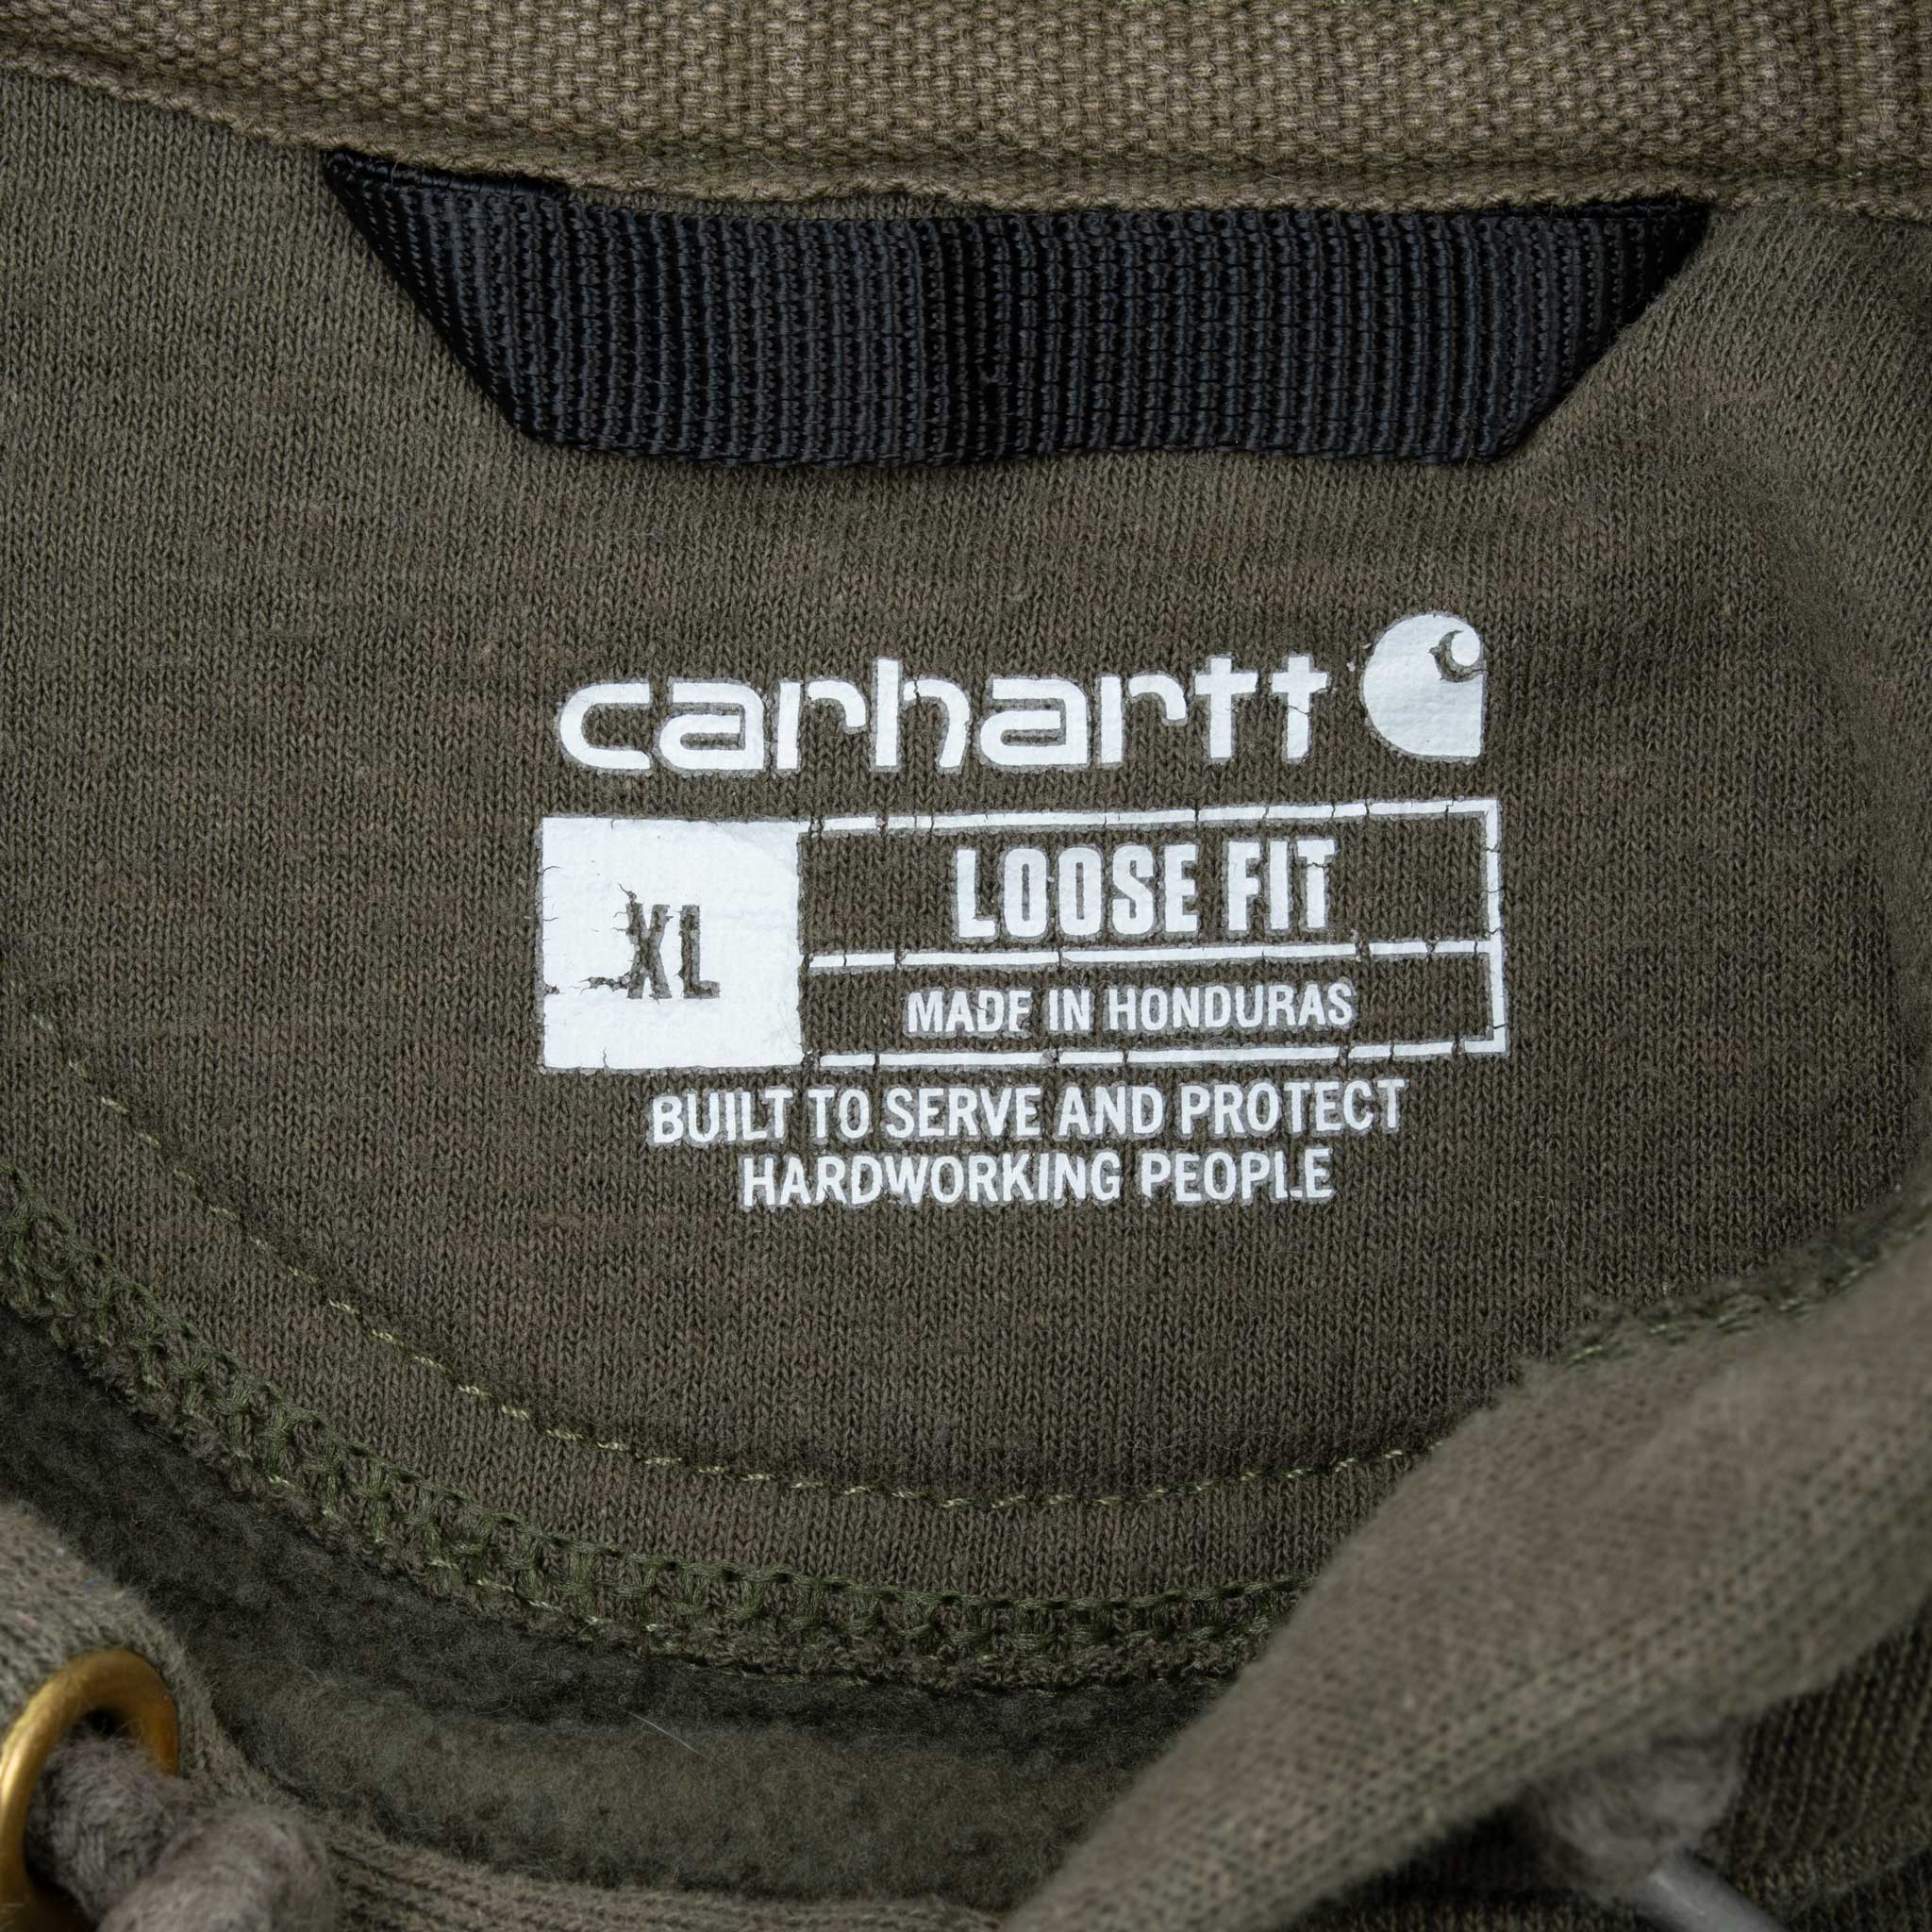 carhartt
XL
LOOSE FIT
MADE IN HONDURAS
BUILT TO SERVE AND PROTECT
HARDWORKING PEOPLE